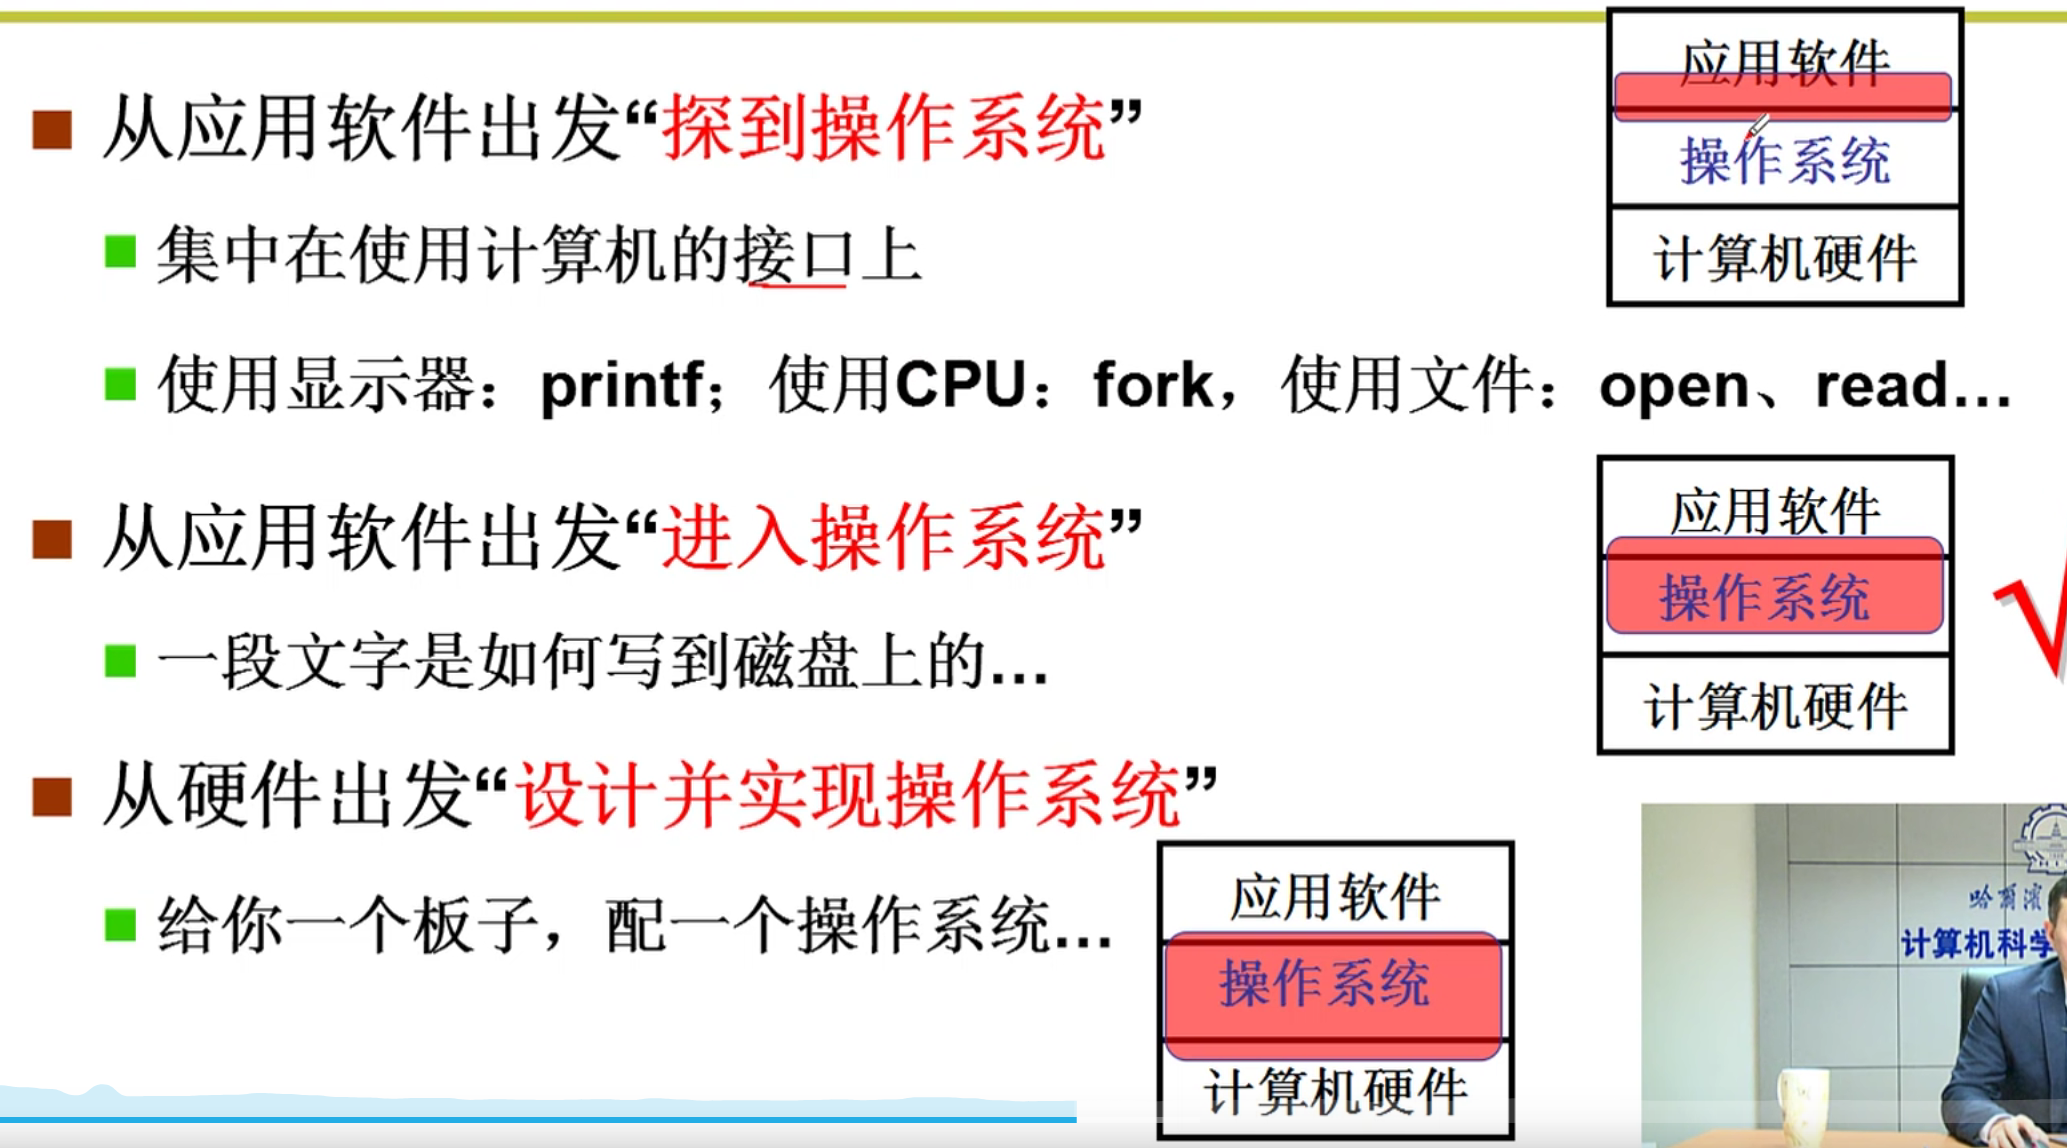 从应用软件出发“探到操作系统”
集中在使用计算机的接口上
使用显示器：printf；使用CPU：fork，使用文件：open、read...
应用软件
操作系统
计算机硬件
从应用软件出发“进入操作系统”
一段文字是如何写到磁盘上的...
应用软件
操作系统
计算机硬件
从硬件出发“设计并实现操作系统”
给你一个板子，配一个操作系统...
应用软件
操作系统
计算机硬件
哈尔滨
计算机科学